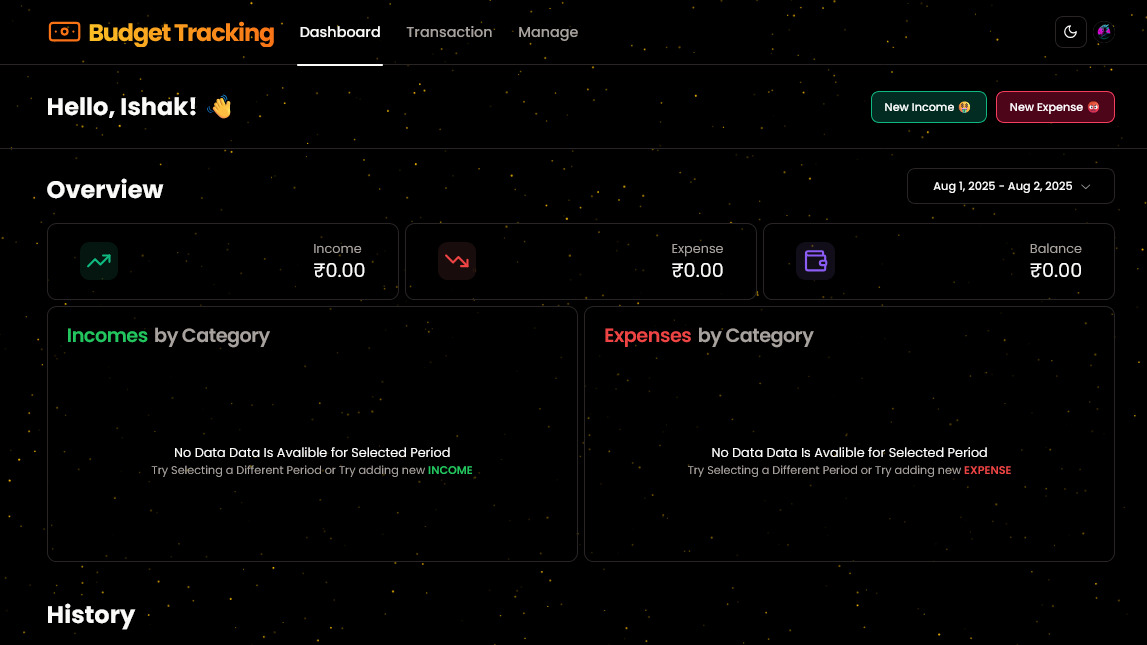 Budget Tracking
Dashboard Transaction Manage
Hello, Ishak! 👋
New Income 🤑 New Expense
Overview
Aug 1, 2025 - Aug 2, 2025
Income
₹0.00
Expense
₹0.00
Balance
₹0.00
Incomes by Category
No Data Data Is Avalible for Selected Period
Try Selecting a Different Period or Try adding new INCOME
Expenses by Category
No Data Data Is Avalible for Selected Period
Try Selecting a Different Period or Try adding new EXPENSE
History